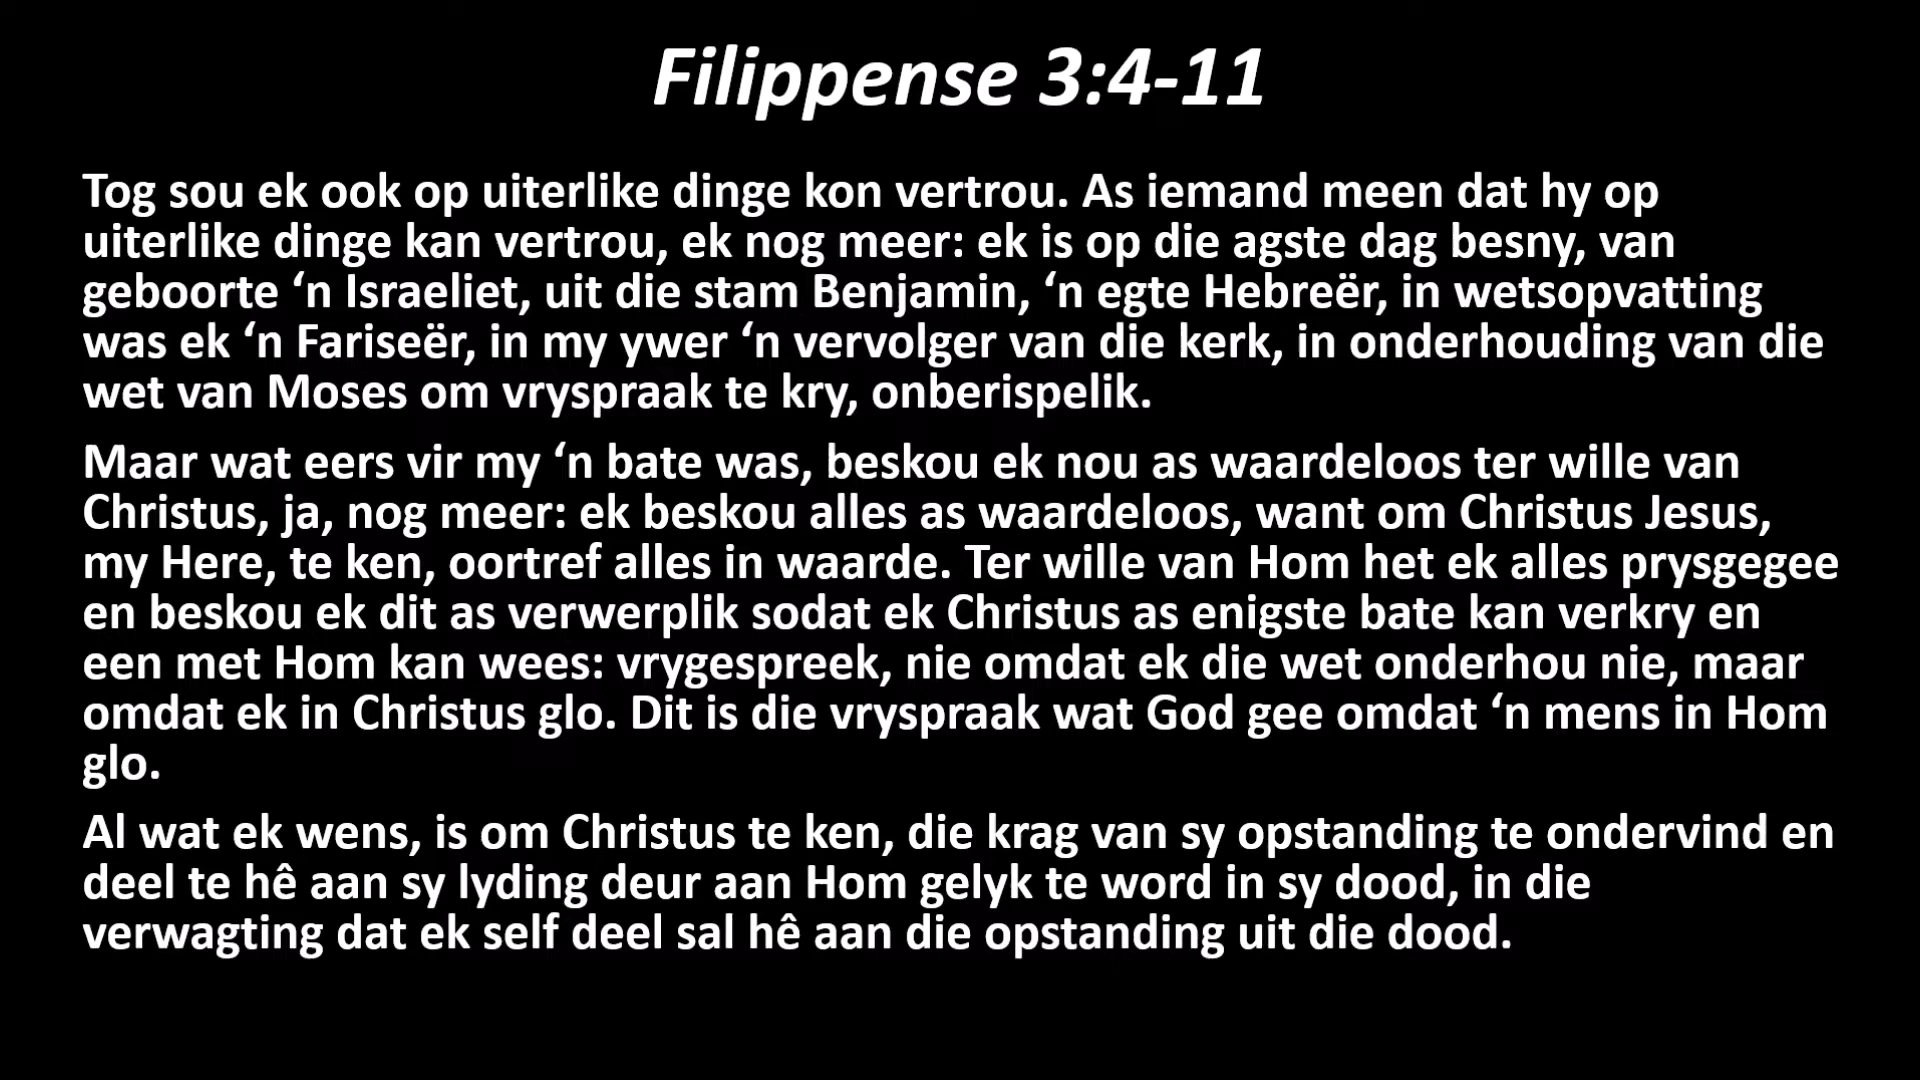 Filippense 3:4-11
Tog sou ek ook op uiterlike dinge kon vertrou. As iemand meen dat hy op
uiterlike dinge kan vertrou, ek nog meer: ek is op die agste dag besny, van
geboorte ‘n Israeliet, uit die stam Benjamin, ‘n egte Hebreër, in wetsopvatting
was ek ‘n Fariseër, in my ywer ‘n vervolger van die kerk, in onderhouding van die
wet van Moses om vryspraak te kry, onberispelik.
Maar wat eers vir my ‘n bate was, beskou ek nou as waardeloos ter wille van
Christus, ja, nog meer: ek beskou alles as waardeloos, want om Christus Jesus,
my Here, te ken, oortref alles in waarde. Ter wille van Hom het ek alles prysgegee
en beskou ek dit as verwerplik sodat ek Christus as enigste bate kan verkry en
een met Hom kan wees: vrygespreek, nie omdat ek die wet onderhou nie, maar
omdat ek in Christus glo. Dit is die vryspraak wat God gee omdat ‘n mens in Hom
glo.
Al wat ek wens, is om Christus te ken, die krag van sy opstanding te ondervind en
deel te hê aan sy lyding deur aan Hom gelyk te word in sy dood, in die
verwagting dat ek self deel sal hê aan die opstanding uit die dood.